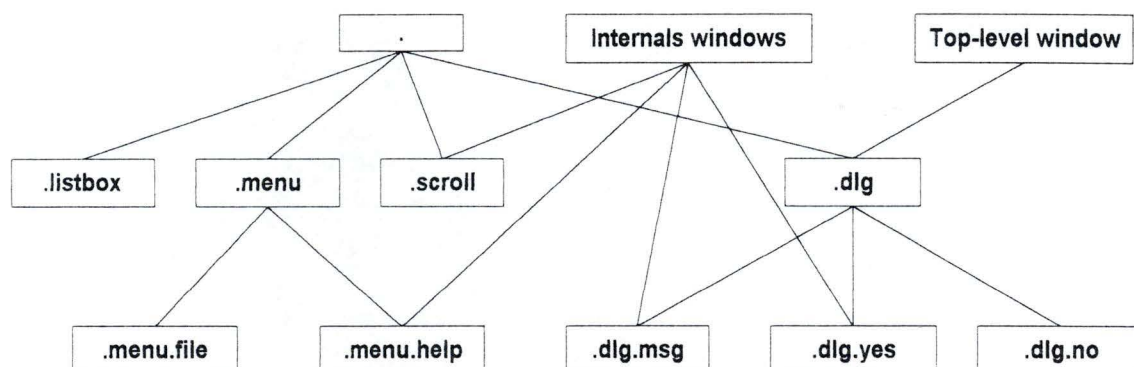 .
Internals windows
Top-level window
.listbox
.menu
.scroll
.dlg
.menu.file
.menu.help
.dlg.msg
.dlg.yes
.dlg.no